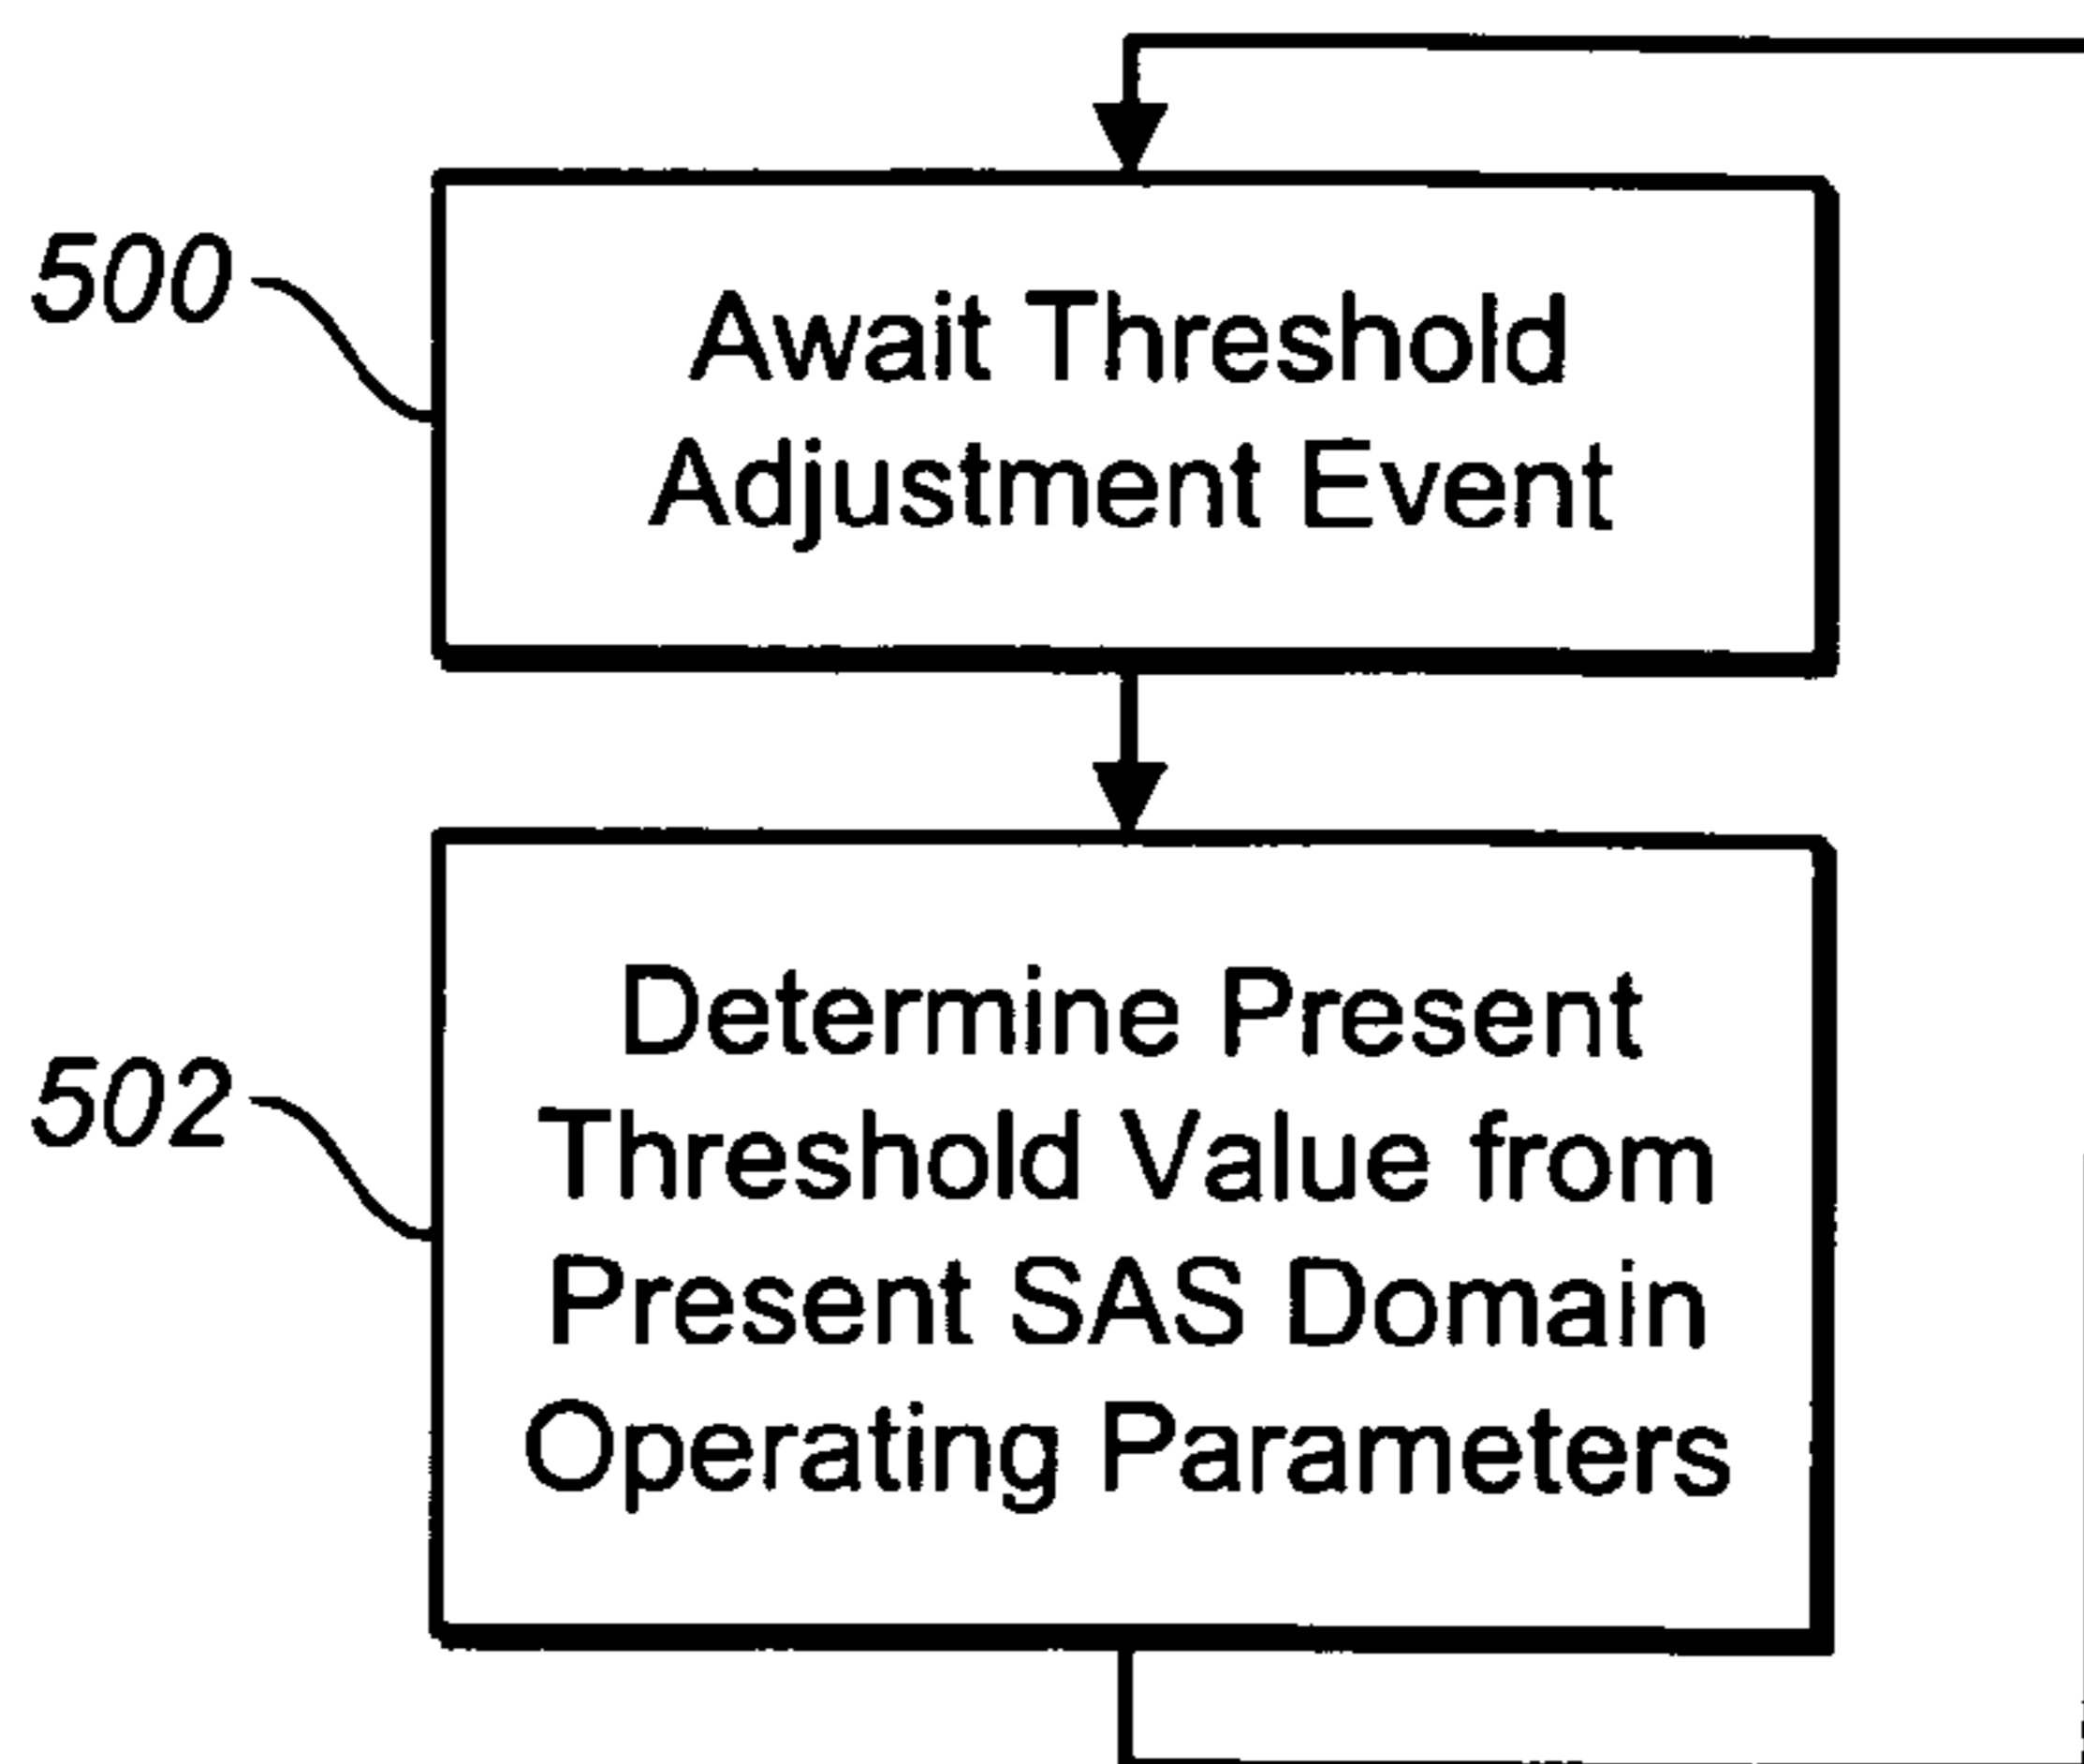 500
Await Threshold
Adjustment Event
502
Determine Present
Threshold Value from
Present SAS Domain
Operating Parameters